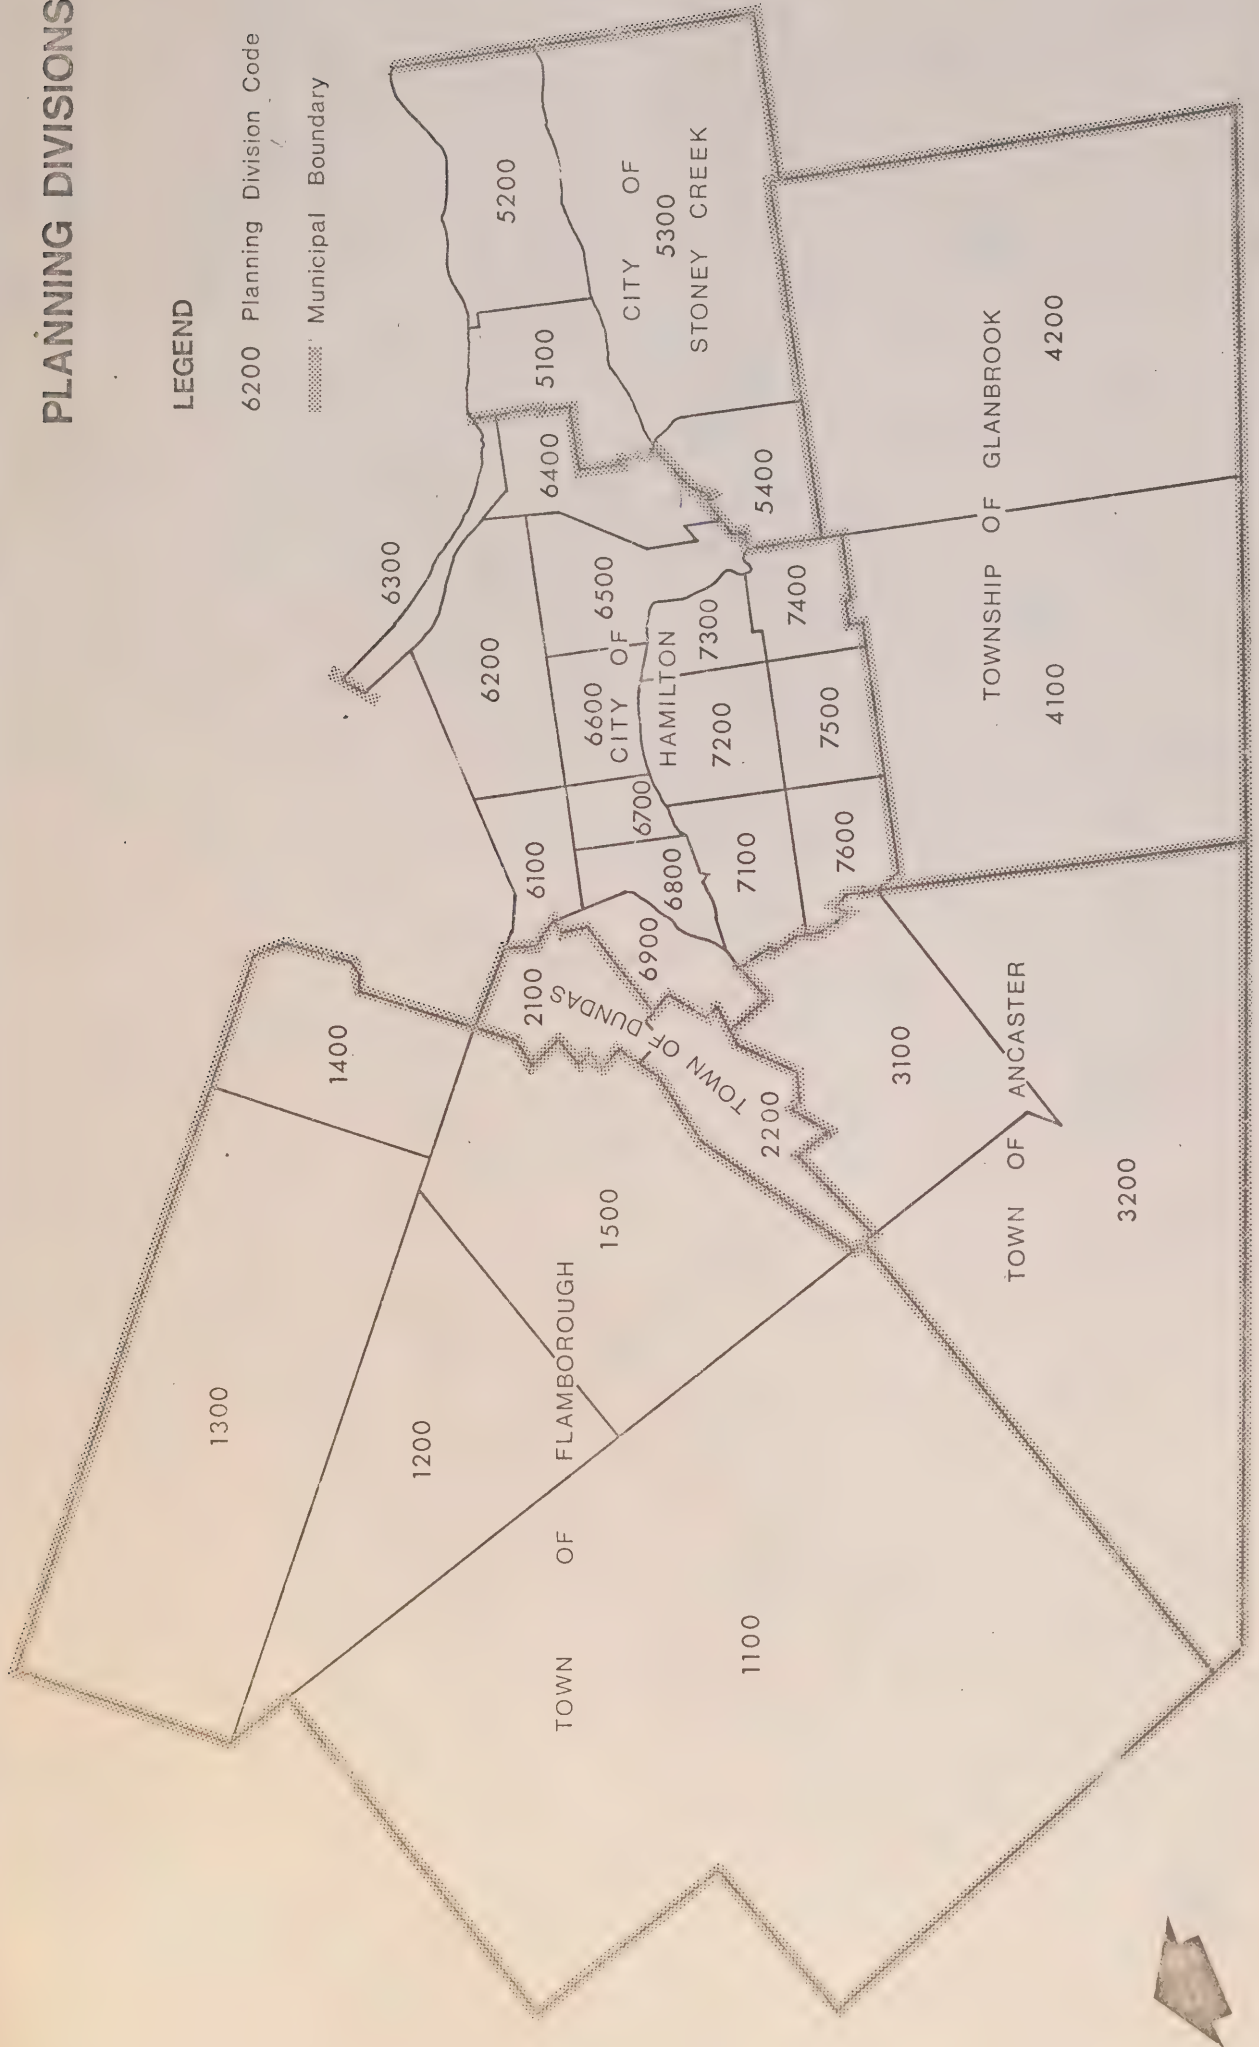 PLANNING DIVISIONS
LEGEND
6200 Planning Division Code
Municipal Boundary
1300
1400
1200
1500
TOWN OF FLAMBOROUGH
1100
2100
TOWN OF DUNDAS
2200
3100
TOWN OF ANCASTER
3200
6300
6200
6100
6400
6500
6600
CITY OF
HAMILTON
6700
6800
6900
7100
7200
7300
7400
7500
7600
5100
5200
CITY OF
5300
STONEY CREEK
5400
TOWNSHIP OF GLANBROOK
4100
4200